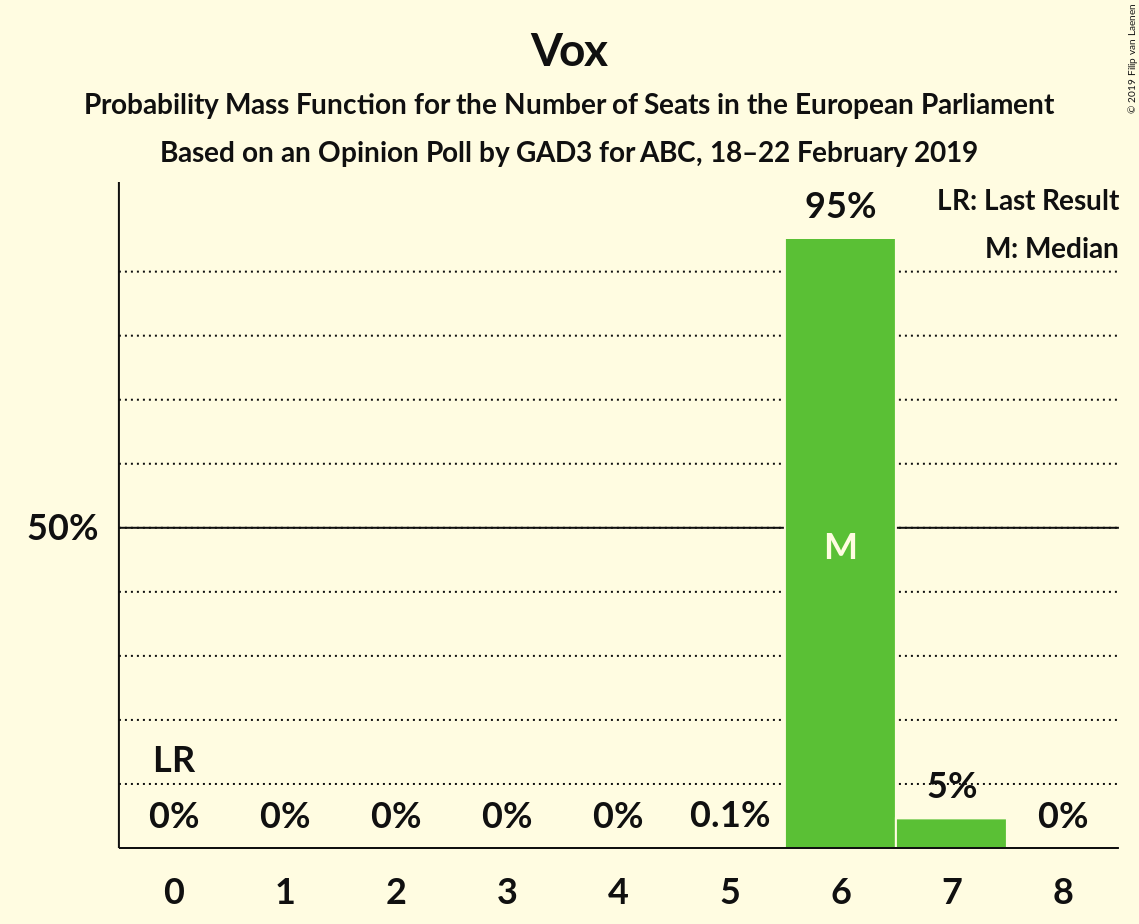 Vox
Probability Mass Function for the Number of Seats in the European Parliament
Based on an Opinion Poll by GAD3 for ABC, 18–22 February 2019
© 2019 Filip van Laenen
LR: Last Result
M: Median
95%
50%
M
LR
5%
0% 0% 0% 0% 0% 0.1% 0%
0 1 2 3 4 5 6 7 8